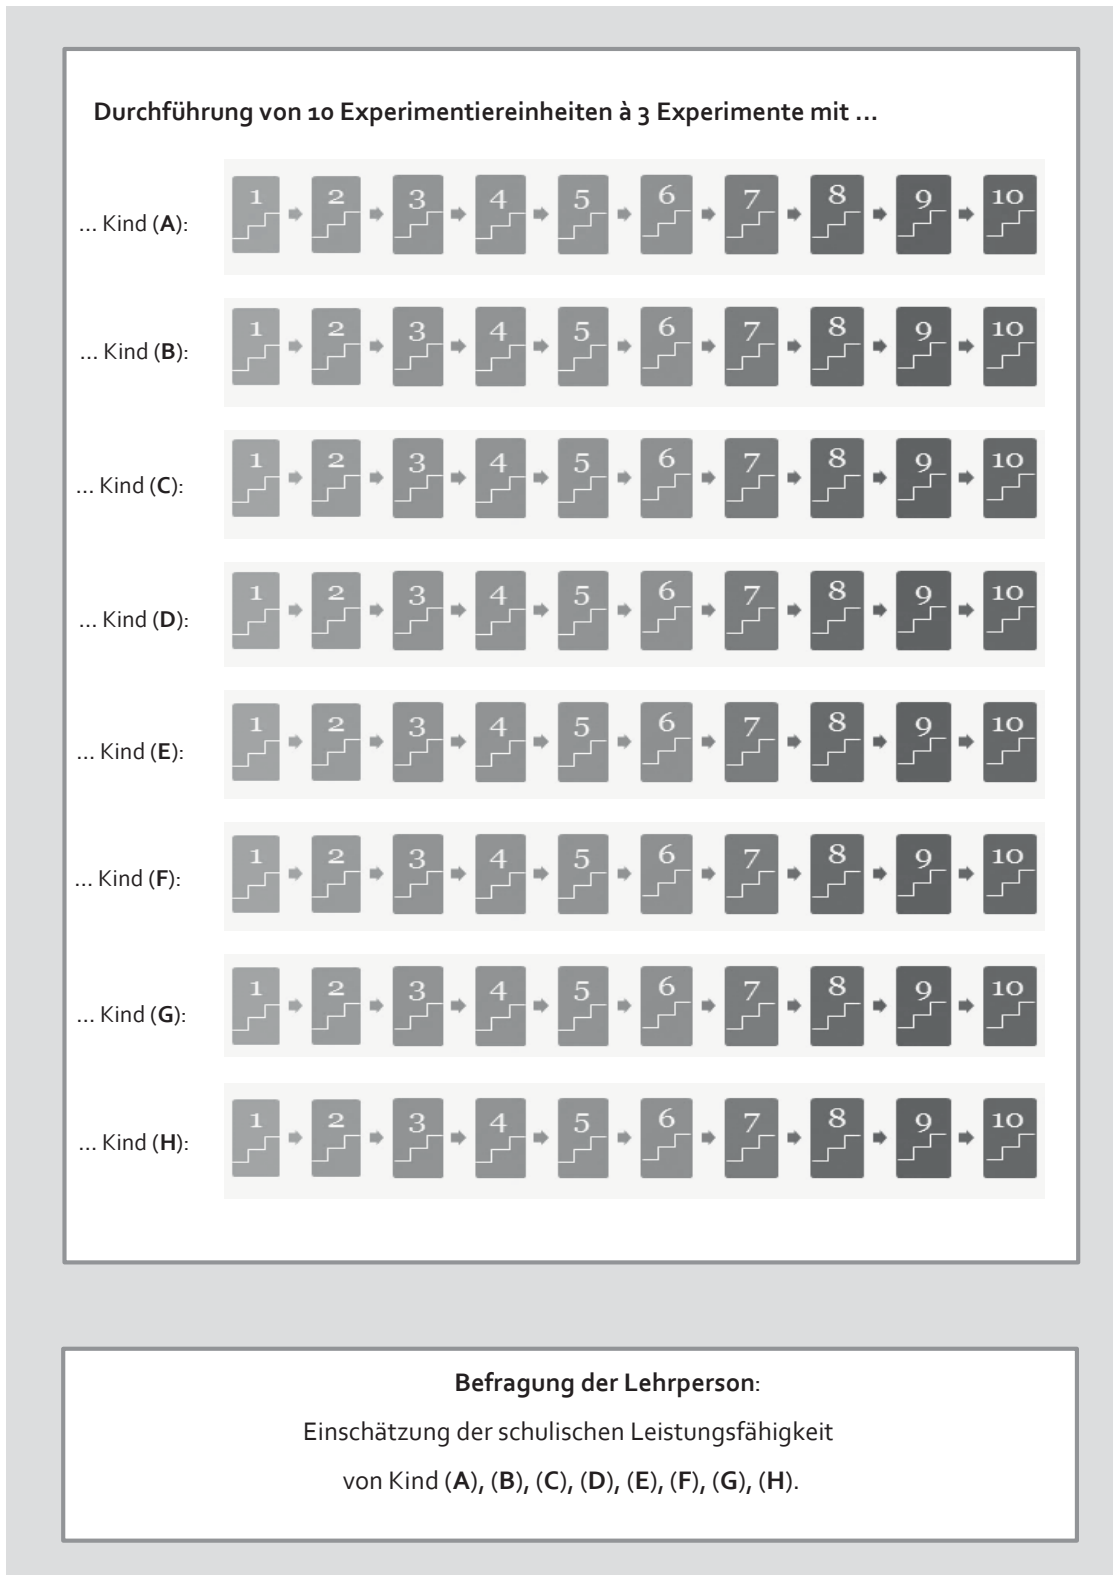 Durchführung von 10 Experimentiereinheiten à 3 Experimente mit ...
... Kind (A): 1 2 3 4 5 6 7 8 9 10
... Kind (B): 1 2 3 4 5 6 7 8 9 10
... Kind (C): 1 2 3 4 5 6 7 8 9 10
... Kind (D): 1 2 3 4 5 6 7 8 9 10
... Kind (E): 1 2 3 4 5 6 7 8 9 10
... Kind (F): 1 2 3 4 5 6 7 8 9 10
... Kind (G): 1 2 3 4 5 6 7 8 9 10
... Kind (H): 1 2 3 4 5 6 7 8 9 10
Befragung der Lehrperson:
Einschätzung der schulischen Leistungsfähigkeit
von Kind (A), (B), (C), (D), (E), (F), (G), (H).